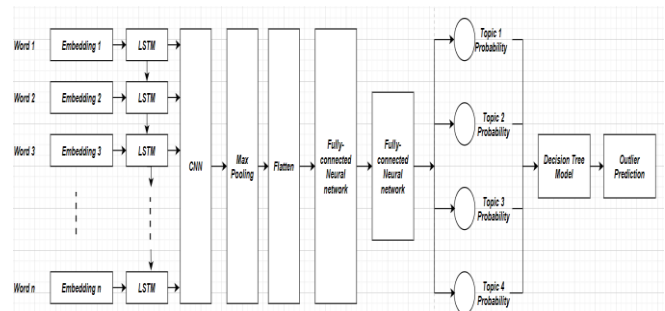 Word 1
Embedding 1
LSTM
Word 2
Embedding 2
LSTM
Word 3
Embedding 3
LSTM
Word n
Embedding n
LSTM
CNN
Max
Pooling
Flatten
Fully-
connected
Neural
network
Fully-
connected
Neural
network
Topic 1
Probability
Topic 2
Probability
Topic 3
Probability
Topic 4
Probability
Decision Tree
Model
Outlier
Prediction